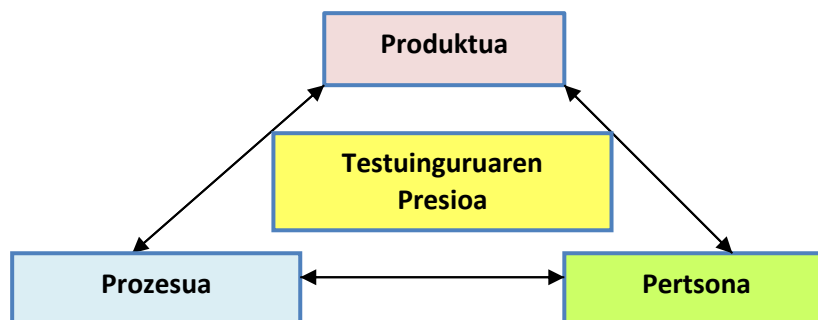 Produktua
Testuinguruaren
Presioa
Prozesua
Pertsona